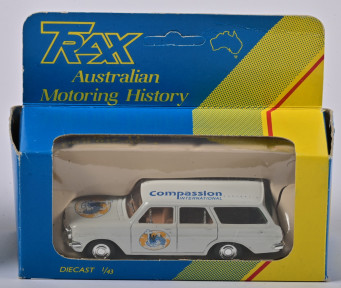 TRAX
Australian
Motoring History
Compassion
INTERNATIONAL
DIECAST 1/43